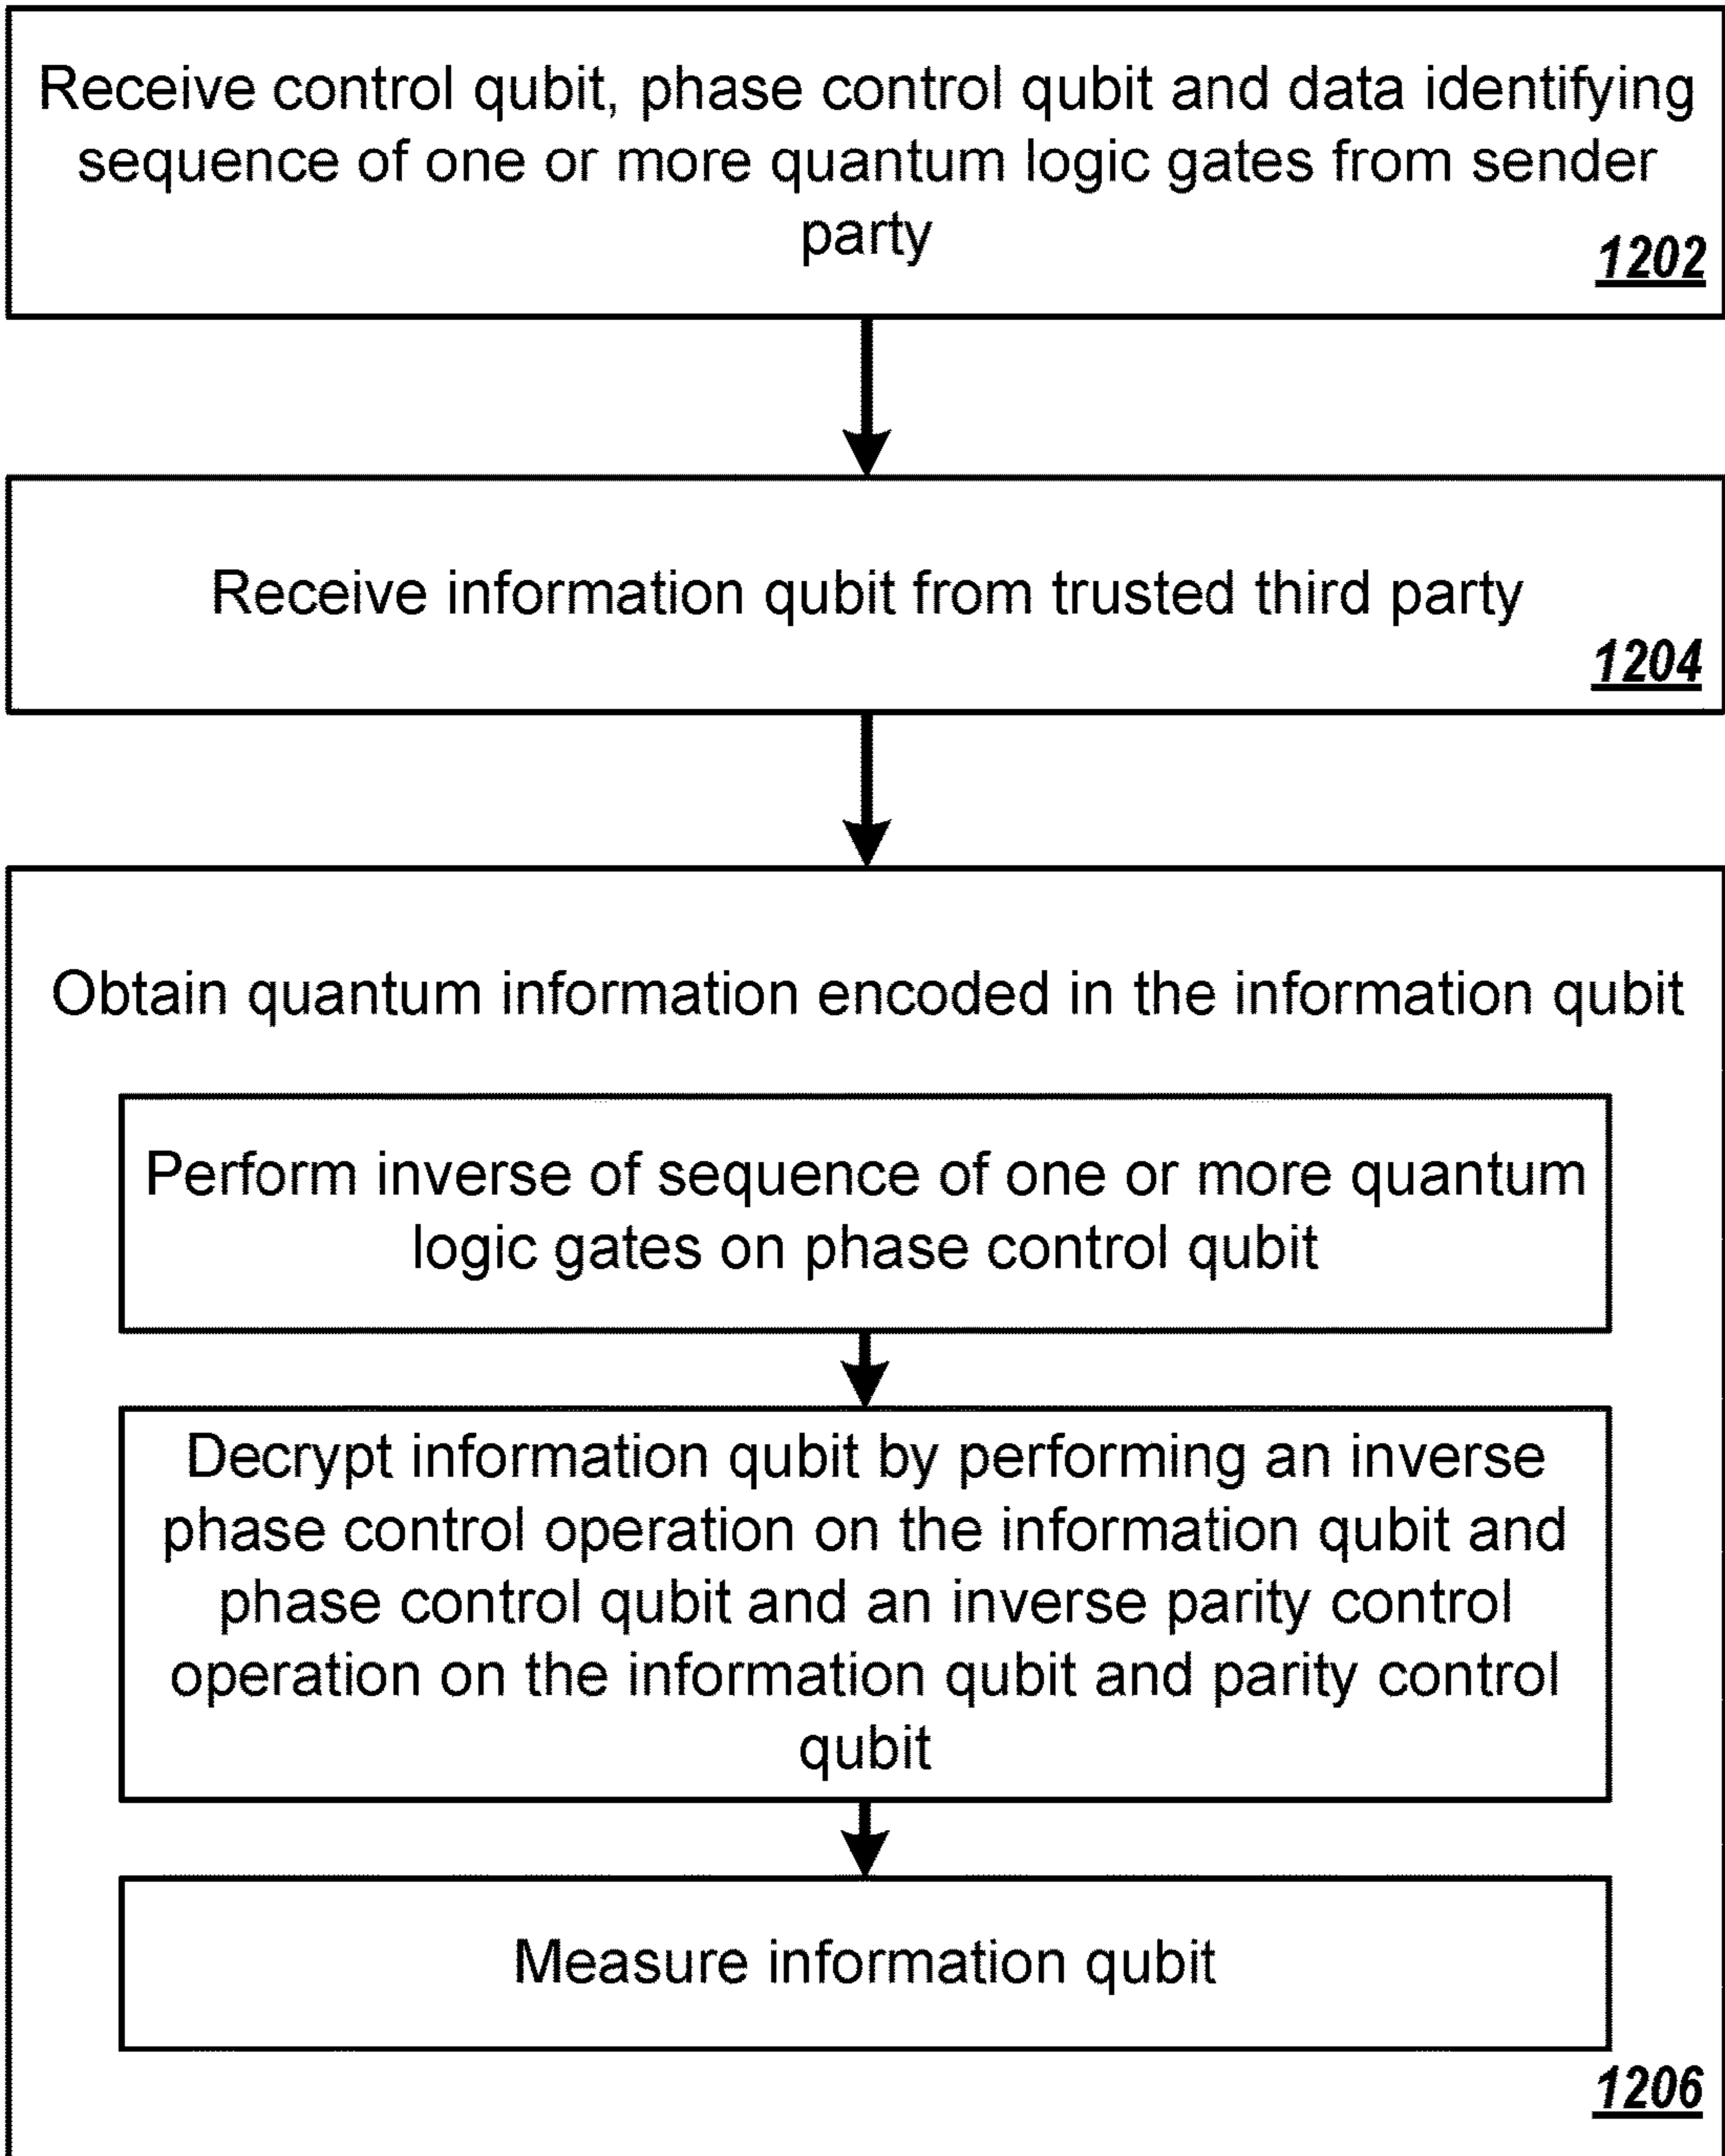 Receive control qubit, phase control qubit and data identifying
sequence of one or more quantum logic gates from sender
party
1202
Receive information qubit from trusted third party
1204
Obtain quantum information encoded in the information qubit
Perform inverse of sequence of one or more quantum
logic gates on phase control qubit
Decrypt information qubit by performing an inverse
phase control operation on the information qubit and
phase control qubit and an inverse parity control
operation on the information qubit and parity control
qubit
Measure information qubit
1206